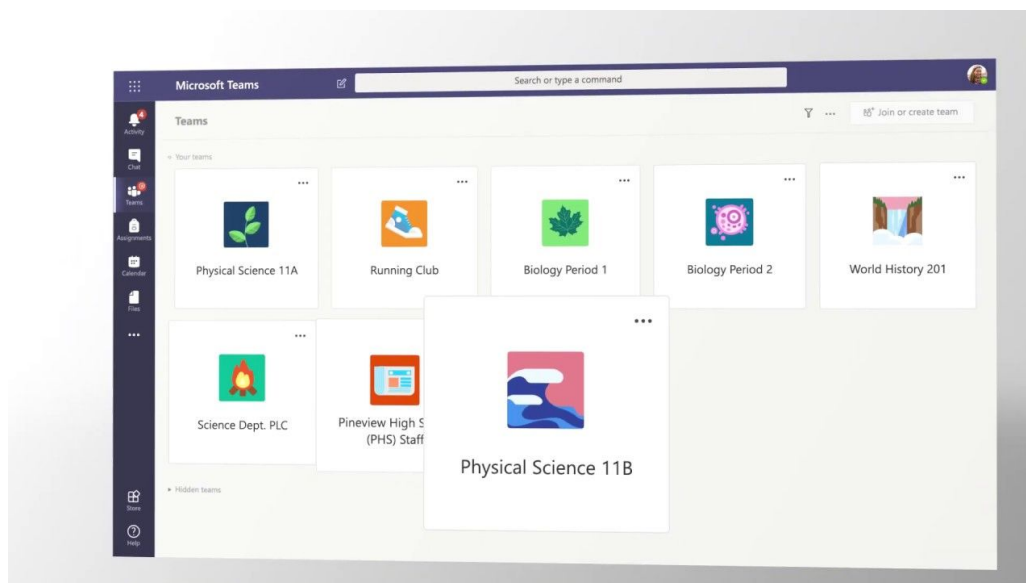 Microsoft Teams
Search or type a command
4
Activity
Teams
Join or create team
Your teams
Chat
Teams
Assignments
Calendar
Files
Physical Science 11A
Running Club
Biology Period 1
Biology Period 2
World History 201
Science Dept. PLC
Pineview High S
(PHS) Staff
Physical Science 11B
Hidden teams
Store
Help